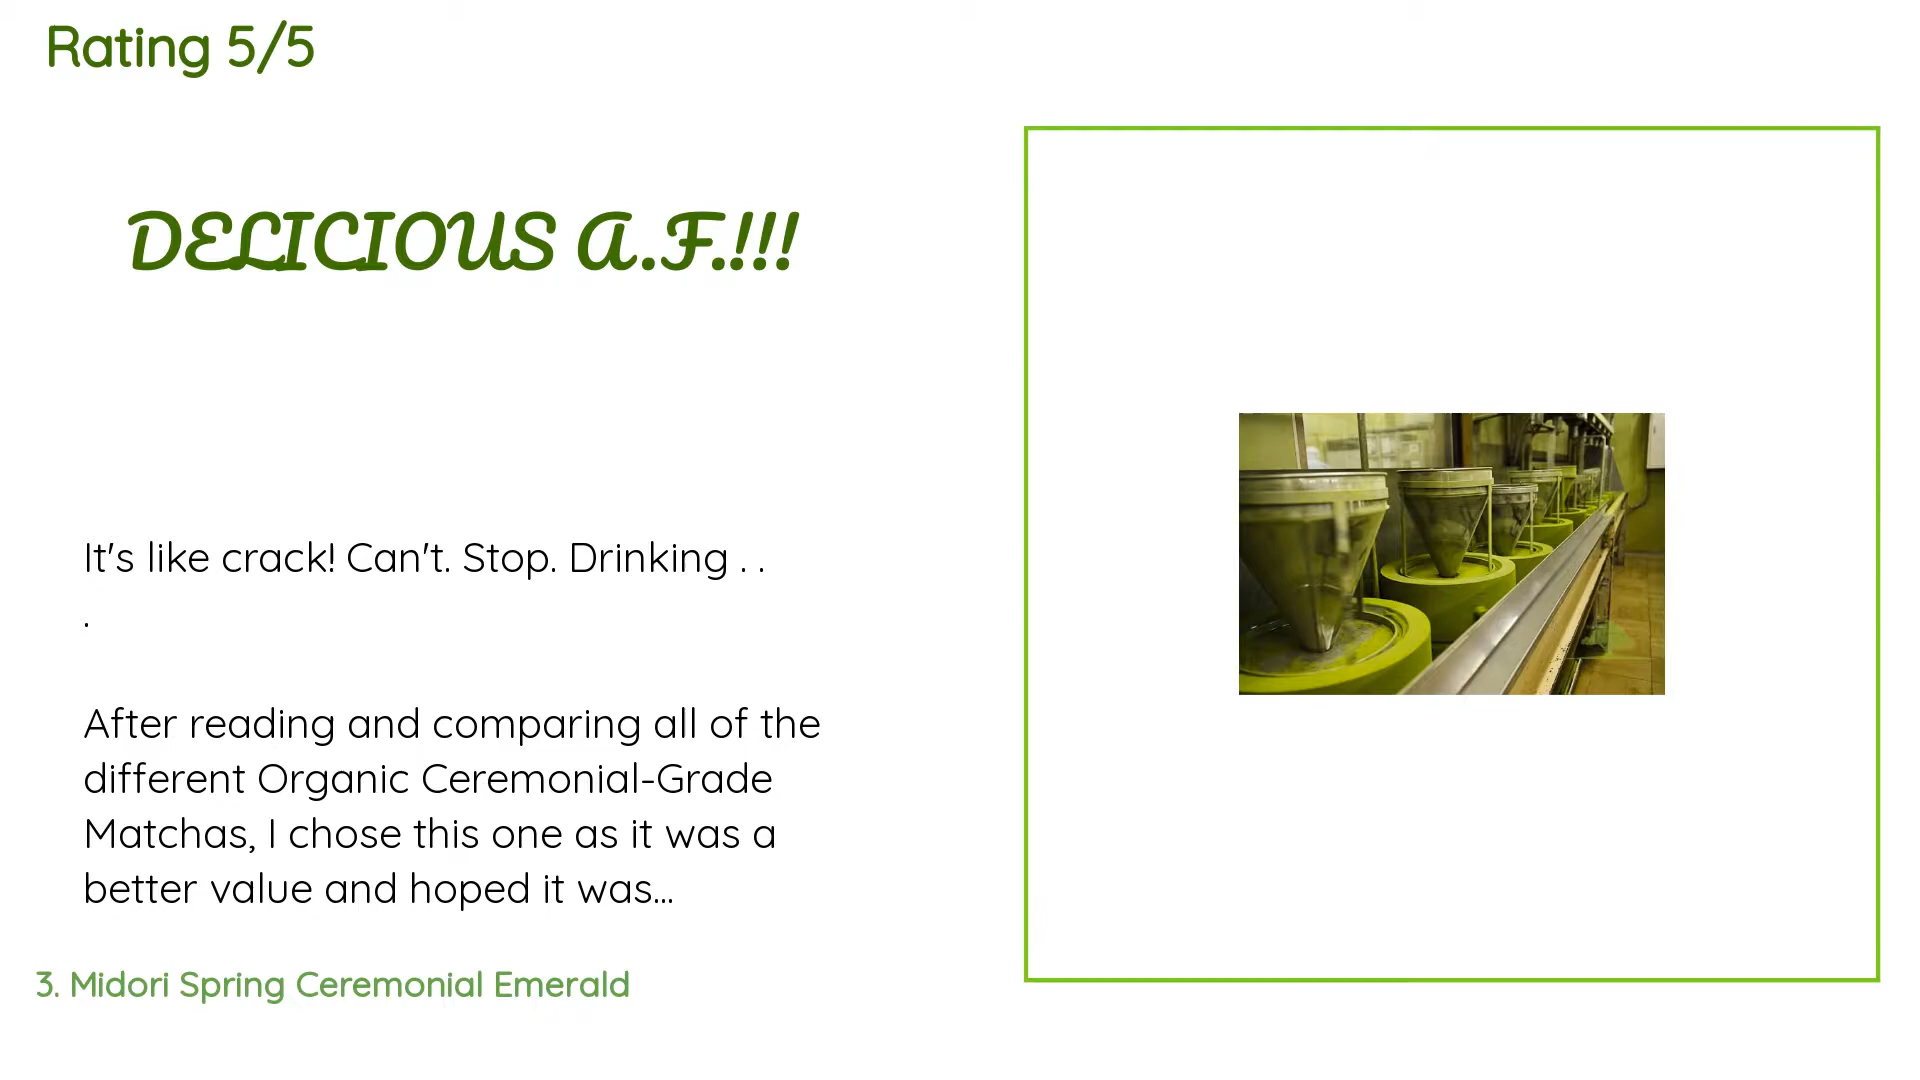 Rating 5/5
DELICIOUS A.F.!!!
It's like crack! Can't. Stop. Drinking . .
.
After reading and comparing all of the
different Organic Ceremonial-Grade
Matchas, I chose this one as it was a
better value and hoped it was...
3. Midori Spring Ceremonial Emerald